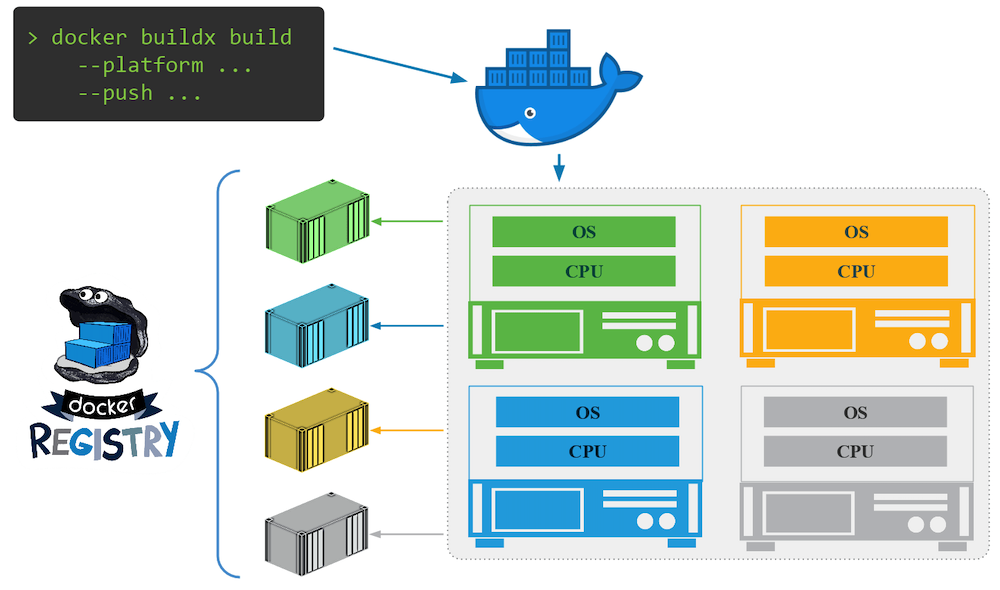 > docker buildx build
--platform ...
--push ...
OS
CPU
OS
CPU
OS
CPU
OS
CPU
docker
REGISTRY